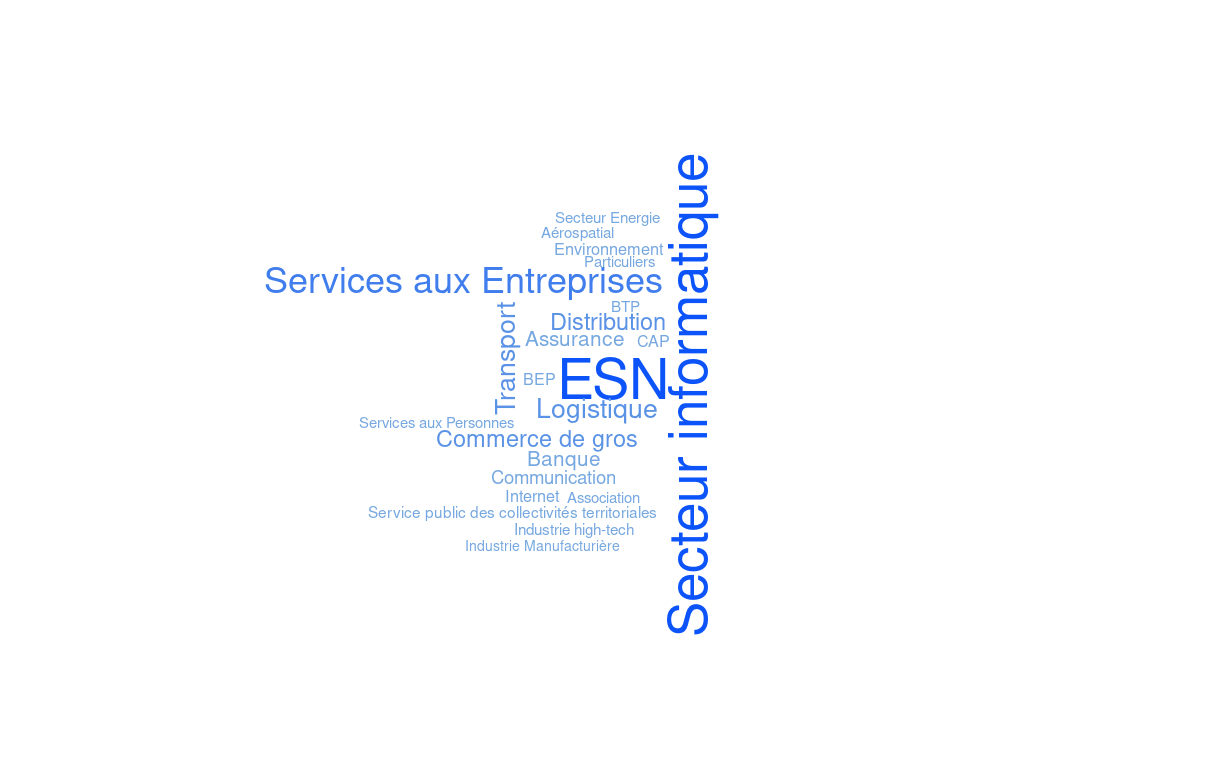 Secteur informatique
Secteur Energie
Aérospatial
Environnement
Particuliers
Services aux Entreprises
BTP
Distribution
Transport
Assurance
CAP
ESN
BEP
Logistique
Services aux Personnes
Commerce de gros
Banque
Communication
Internet
Association
Service public des collectivités territoriales
Industrie high-tech
Industrie Manufacturière